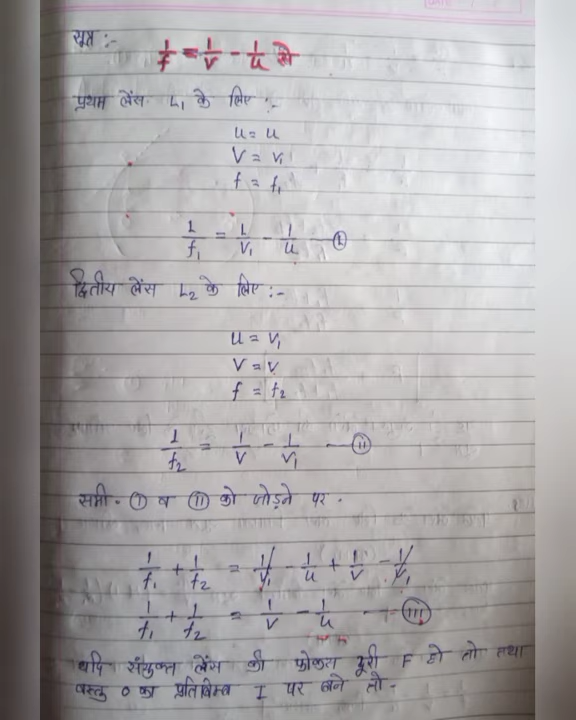 सूत्र :-
1/f = 1/v - 1/u से
प्रथम लेंस L₁ के लिए :-
u = u
v = v₁
f = f₁
1/f₁ = 1/v₁ - 1/u —Ⓘ
द्वितीय लेंस L₂ के लिए :-
u = v₁
v = v
f = f₂
1/f₂ = 1/v - 1/v₁ —Ⓘⓘ
समी. Ⓘ व Ⓘⓘ को जोड़ने पर -
1/f₁ + 1/f₂ = 1/v₁ - 1/u + 1/v - 1/v₁
1/f₁ + 1/f₂ = 1/v - 1/u —(III)
यदि संयुक्त लेंस की फोकस दूरी F हो तो तथा
वस्तु O का प्रतिबिम्ब I पर बने तो -